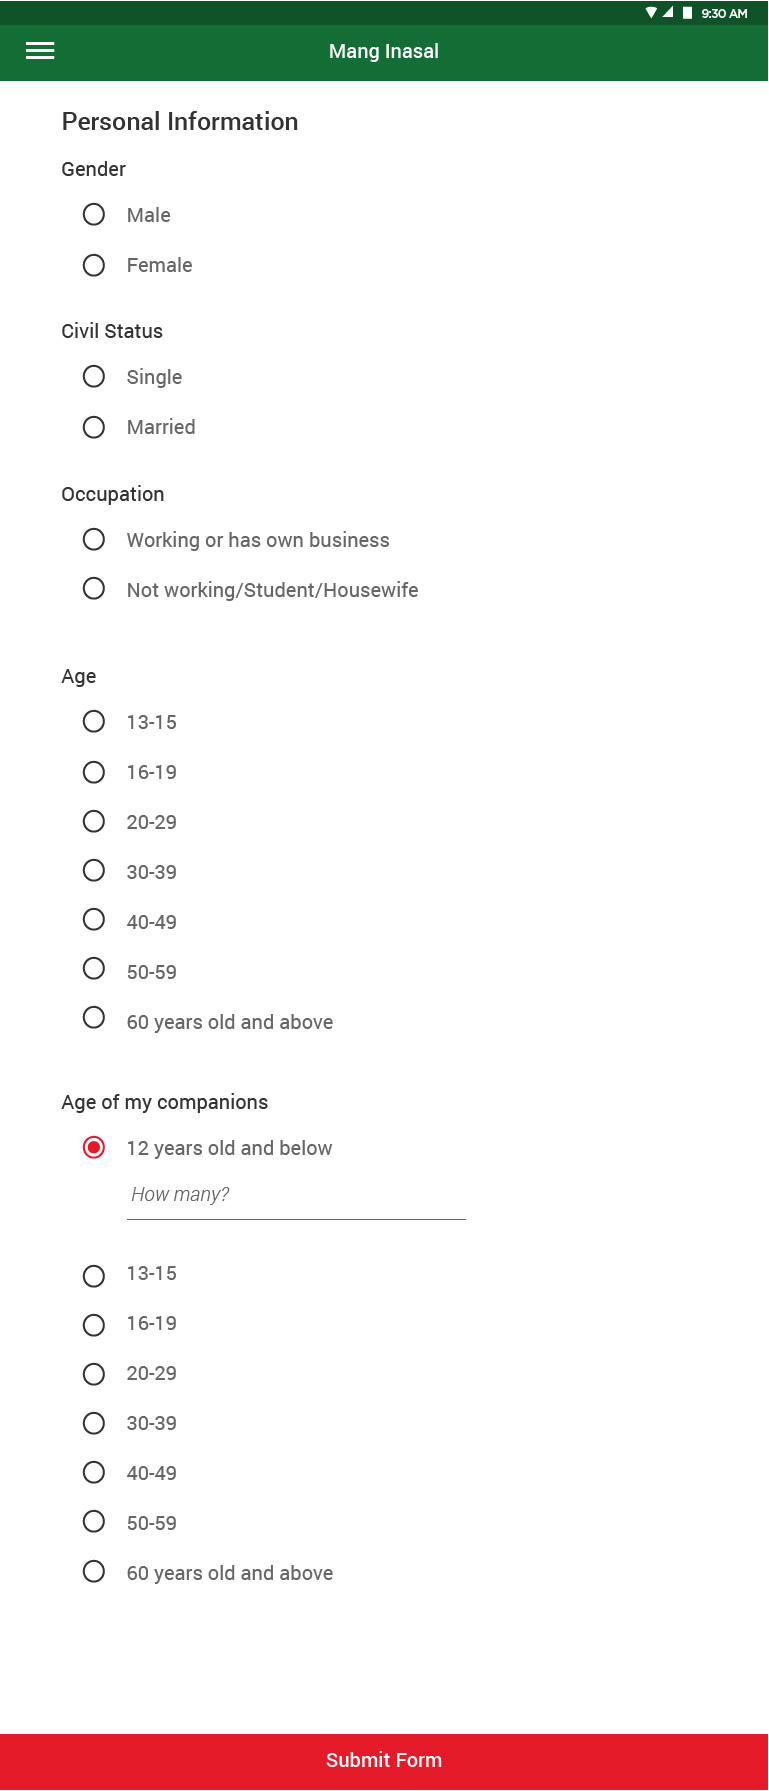 9:30 AM
Mang Inasal
Personal Information
Gender
Male
Female
Civil Status
Single
Married
Occupation
Working or has own business
Not working/Student/Housewife
Age
13-15
16-19
20-29
30-39
40-49
50-59
60 years old and above
Age of my companions
12 years old and below
How many?
13-15
16-19
20-29
30-39
40-49
50-59
60 years old and above
Submit Form